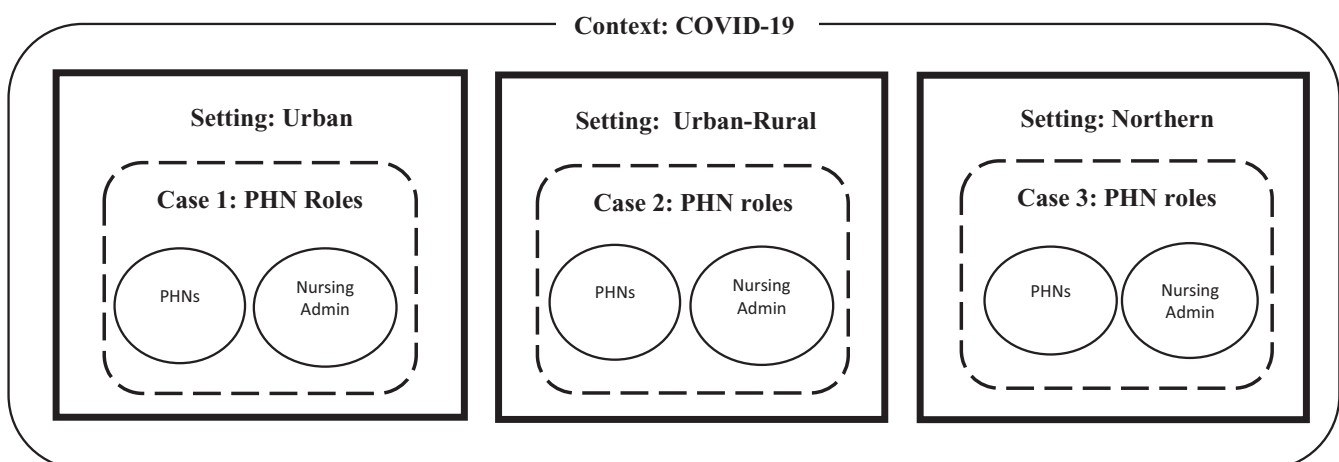 Context: COVID-19
Setting: Urban
Case 1: PHN Roles
PHNs
Nursing
Admin
Setting: Urban-Rural
Case 2: PHN roles
PHNs
Nursing
Admin
Setting: Northern
Case 3: PHN roles
PHNs
Nursing
Admin